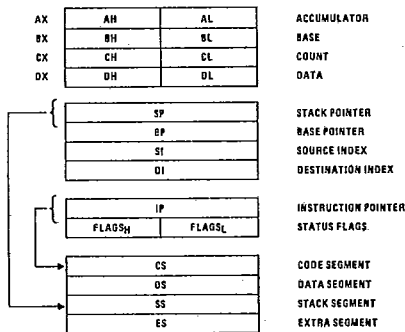 AX AH AL ACCUMULATOR
BX BH BL BASE
CX CH CL COUNT
DX DH DL DATA
SP STACK POINTER
BP BASE POINTER
SI SOURCE INDEX
DI DESTINATION INDEX
IP INSTRUCTION POINTER
FLAGSH FLAGSL STATUS FLAGS
CS CODE SEGMENT
DS DATA SEGMENT
SS STACK SEGMENT
ES EXTRA SEGMENT